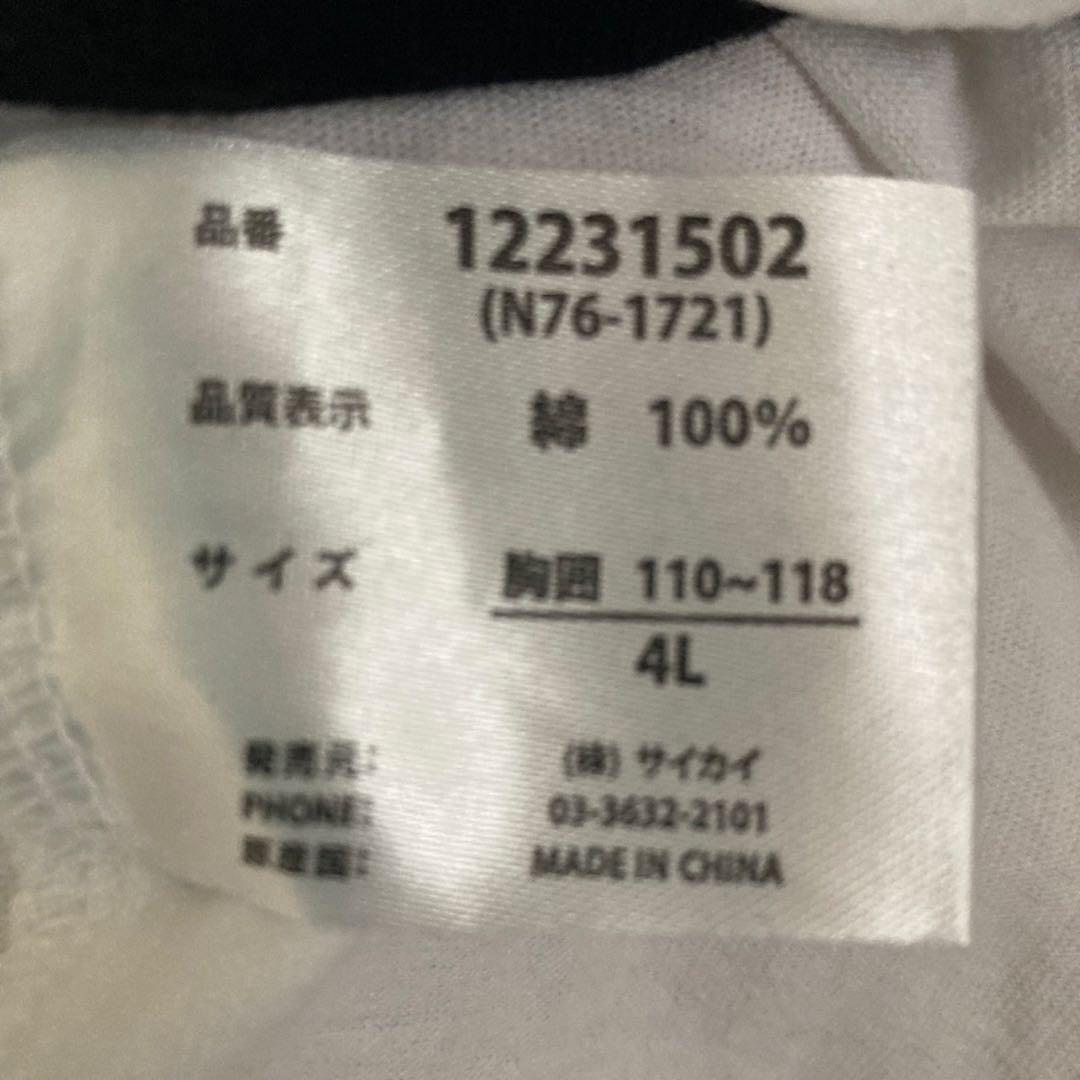 品番 12231502
(N76-1721)
品質表示 綿 100%
サイズ 胸囲 110~118
4L
発売元: (株) サイカイ
PHONE: 03-3632-2101
原産国: MADE IN CHINA